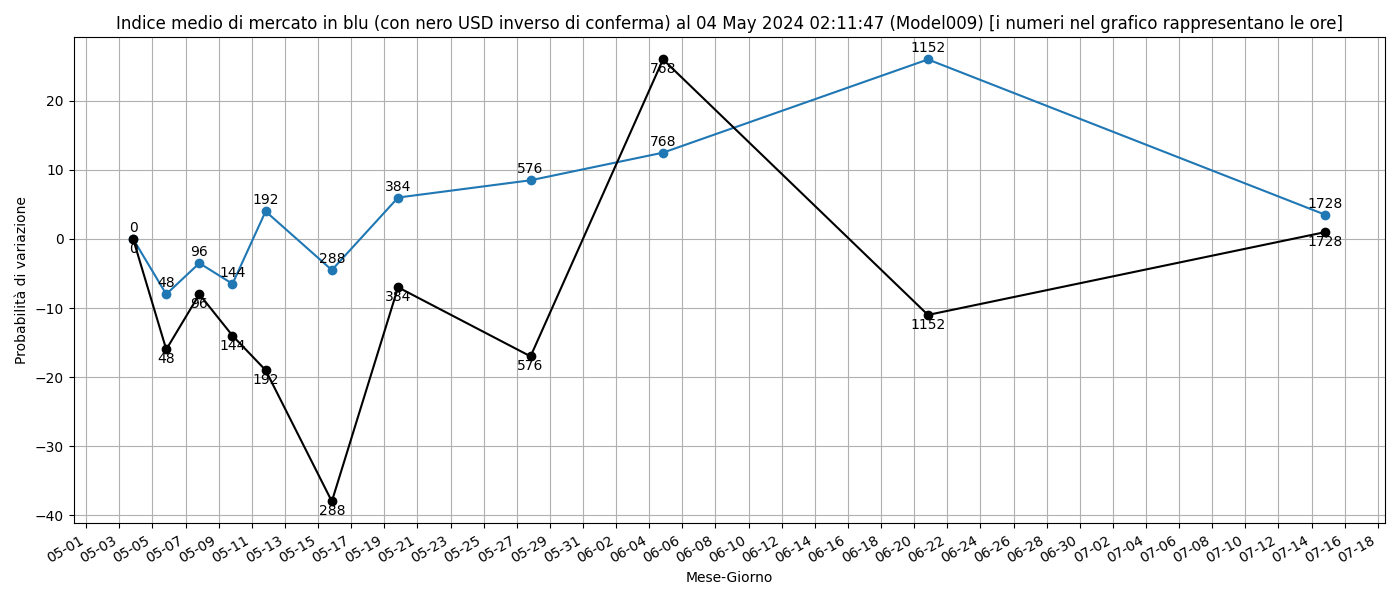 Indice medio di mercato in blu (con nero USD inverso di conferma) al 04 May 2024 02:11:47 (Model009) [i numeri nel grafico rappresentano le ore]
Probabilità di variazione
20
10
0
−10
−20
−30
−40
0 48 96 144 192 288 384 576 768 1152 1728
0 48 96 144 192 288 384 576 768 1152 1728
05-01 05-03 05-05 05-07 05-09 05-11 05-13 05-15 05-17 05-19 05-21 05-23 05-25 05-27 05-29 05-31 06-02 06-04 06-06 06-08 06-10 06-12 06-14 06-16 06-18 06-20 06-22 06-24 06-26 06-28 06-30 07-02 07-04 07-06 07-08 07-10 07-12 07-14 07-16 07-18
Mese-Giorno